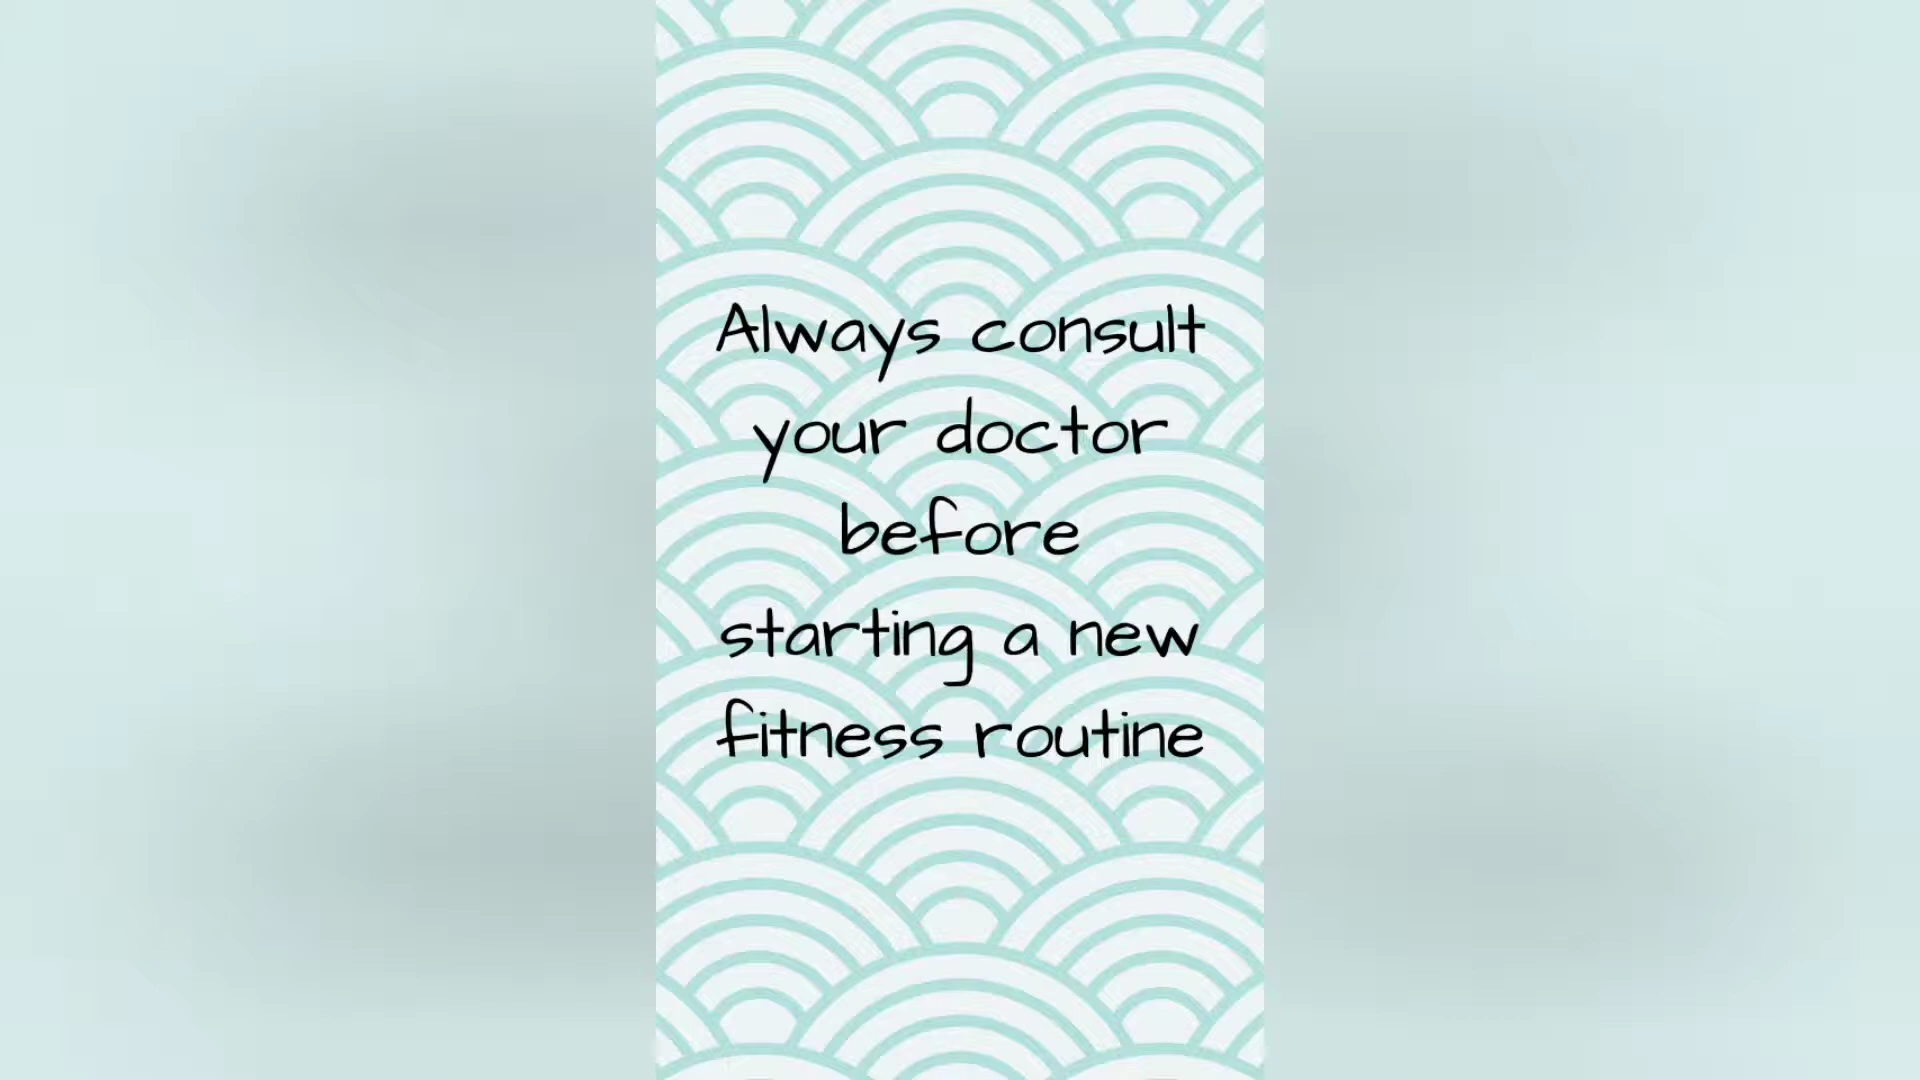 Always consult
your doctor
before
starting a new
fitness routine